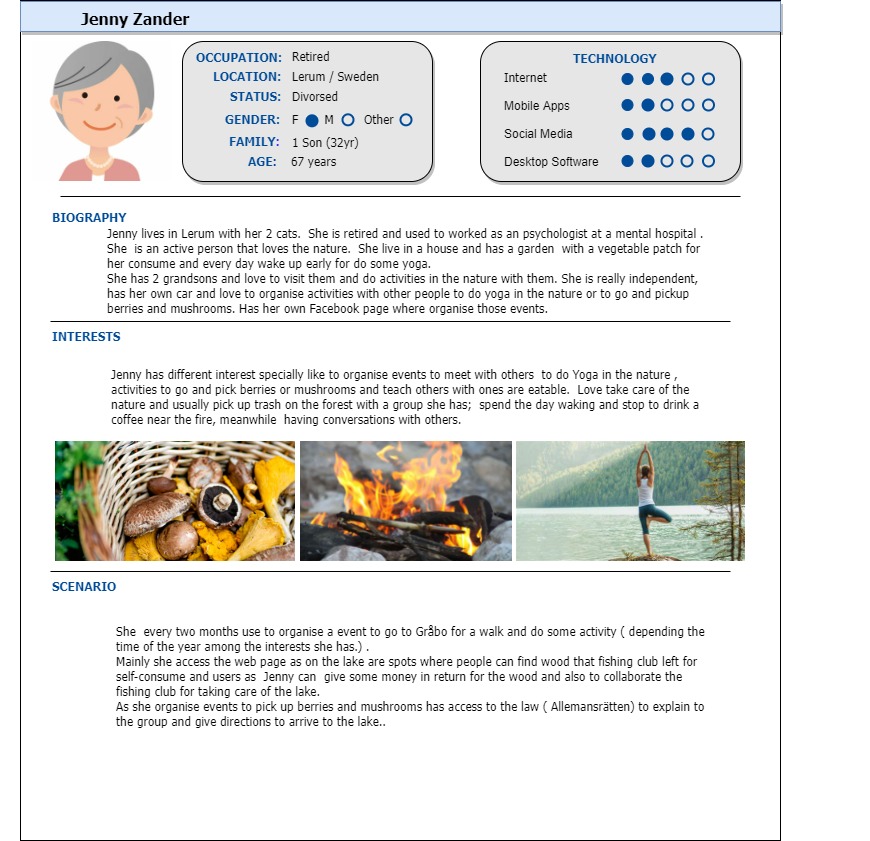 Jenny Zander
OCCUPATION: Retired
LOCATION: Lerum / Sweden
STATUS: Divorsed
GENDER: F M Other
FAMILY: 1 Son (32yr)
AGE: 67 years
TECHNOLOGY
Internet
Mobile Apps
Social Media
Desktop Software
BIOGRAPHY
Jenny lives in Lerum with her 2 cats. She is retired and used to worked as an psychologist at a mental hospital .
She is an active person that loves the nature. She live in a house and has a garden with a vegetable patch for
her consume and every day wake up early for do some yoga.
She has 2 grandsons and love to visit them and do activities in the nature with them. She is really independent,
has her own car and love to organise activities with other people to do yoga in the nature or to go and pickup
berries and mushrooms. Has her own Facebook page where organise those events.
INTERESTS
Jenny has different interest specially like to organise events to meet with others to do Yoga in the nature ,
activities to go and pick berries or mushrooms and teach others with ones are eatable. Love take care of the
nature and usually pick up trash on the forest with a group she has; spend the day waking and stop to drink a
coffee near the fire, meanwhile having conversations with others.
SCENARIO
She every two months use to organise a event to go to Gråbo for a walk and do some activity ( depending the
time of the year among the interests she has.) .
Mainly she access the web page as on the lake are spots where people can find wood that fishing club left for
self-consume and users as Jenny can give some money in return for the wood and also to collaborate the
fishing club for taking care of the lake.
As she organise events to pick up berries and mushrooms has access to the law ( Allemansrätten) to explain to
the group and give directions to arrive to the lake..